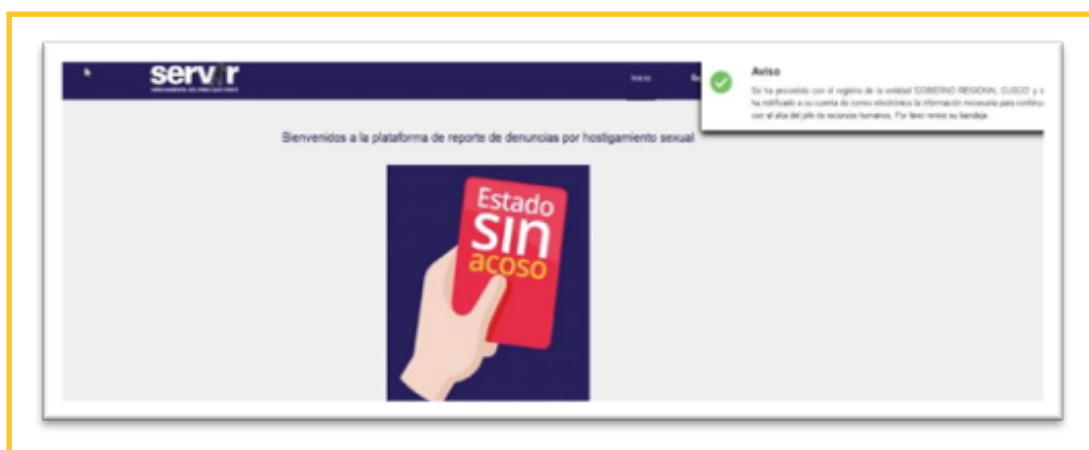 servir
Inicio
Aviso
Se ha procedido con el registro de la entidad 'GOBIERNO REGIONAL CUSCO' y s
ha notificado a su cuenta de correo electrónico la información necesaria para continu
con el alta del jefe de recursos humanos. Por favor revise su bandeja.
Bienvenidos a la plataforma de reporte de denuncias por hostigamiento sexual
Estado
sin
acoso